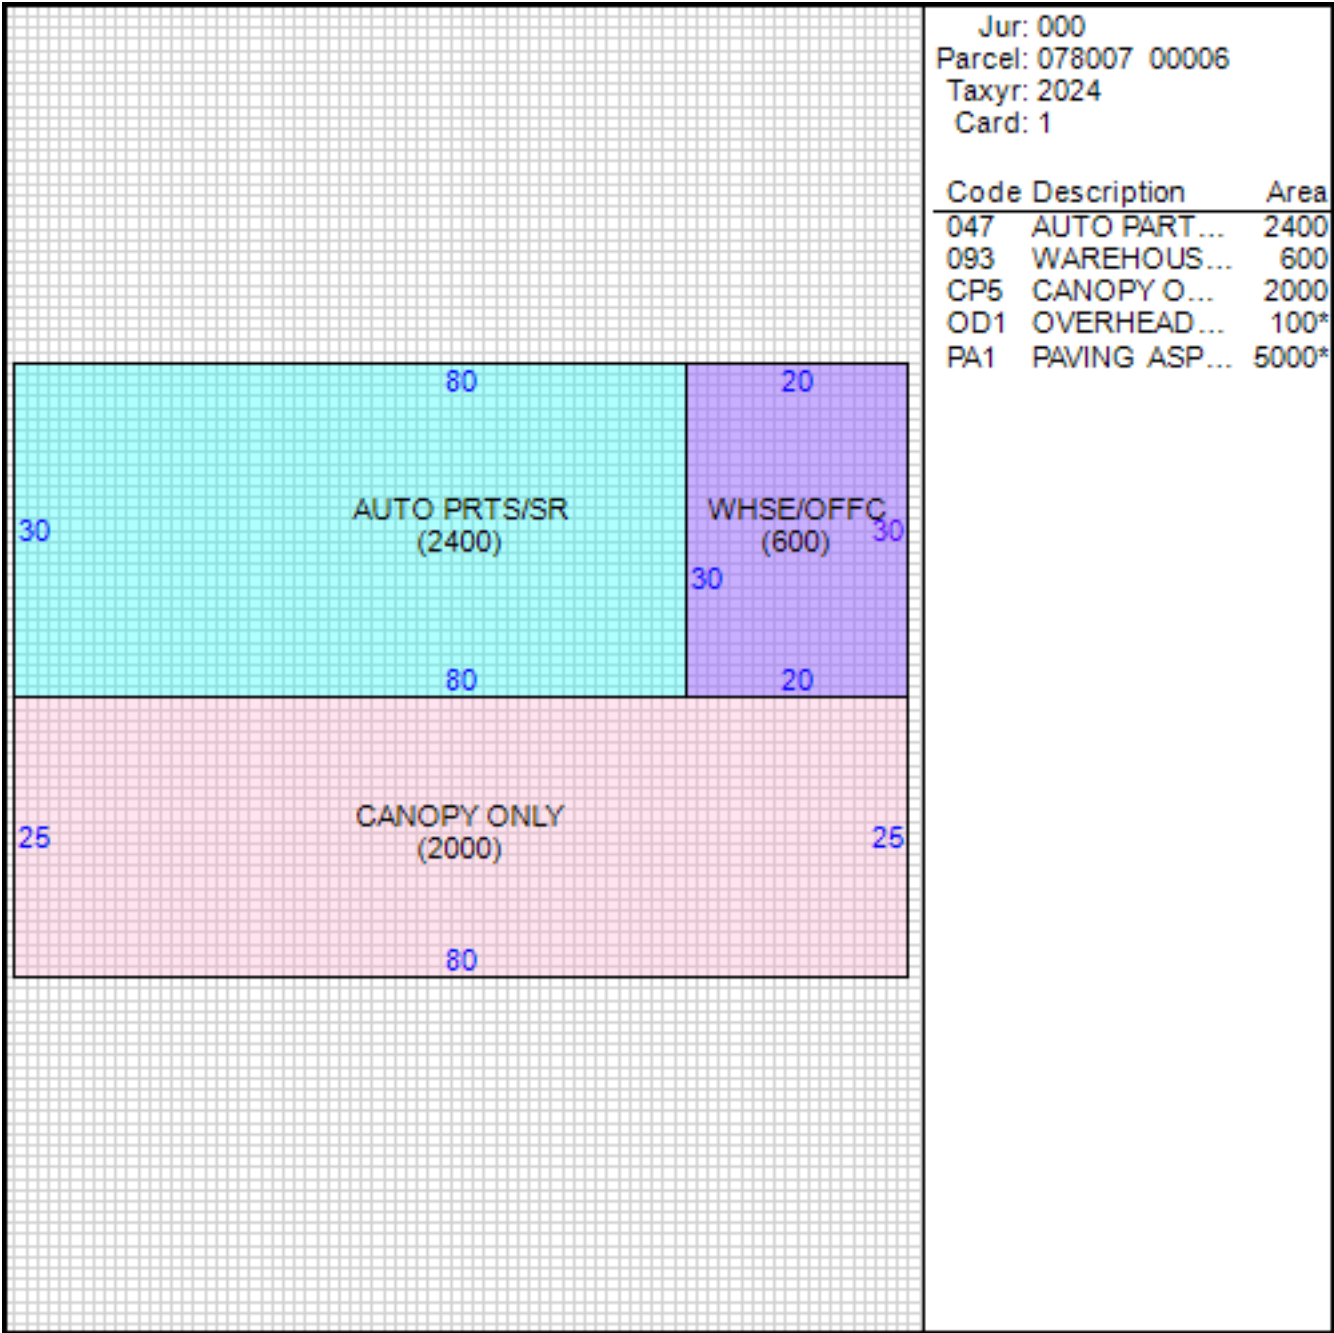 Jur: 000
Parcel: 078007 00006
Taxyr: 2024
Card: 1
Code Description Area
047 AUTO PART... 2400
093 WAREHOUS... 600
CP5 CANOPY O... 2000
OD1 OVERHEAD... 100*
PA1 PAVING ASP... 5000*
80 20
AUTO PRTS/SR WHSE/OFFC
30 (2400) (600) 30
30
80 20
CANOPY ONLY
25 (2000) 25
80